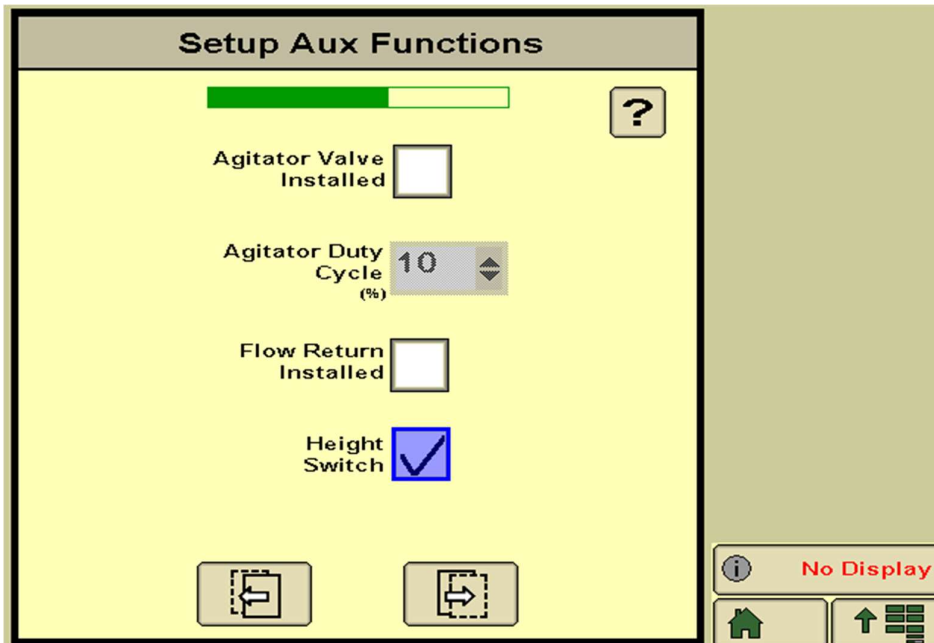 Setup Aux Functions
?
Agitator Valve
Installed
Agitator Duty
Cycle
(%)
10
Flow Return
Installed
Height
Switch
i
No Display